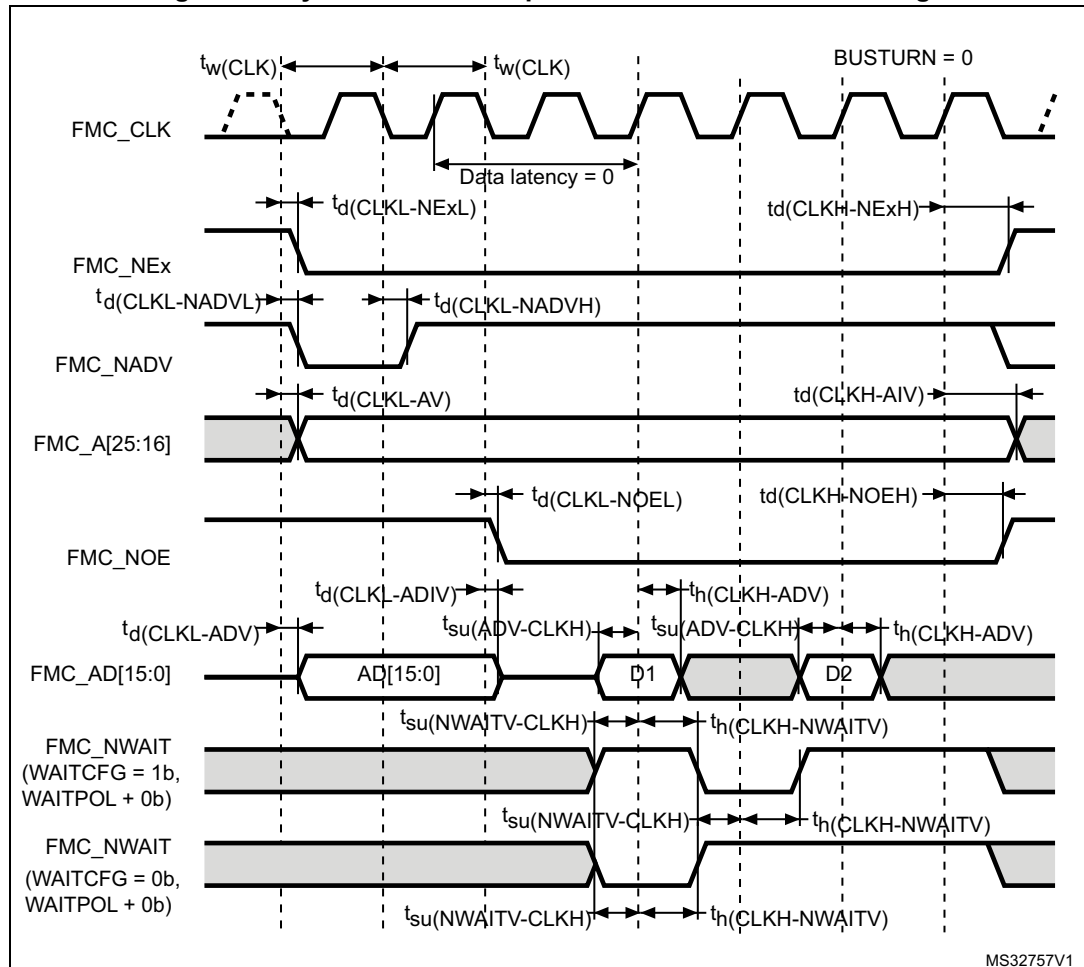 tw(CLK) tw(CLK) BUSTURN = 0
FMC_CLK
Data latency = 0
td(CLKL-NExL) td(CLKH-NExH)
FMC_NEx
td(CLKL-NADVL) td(CLKL-NADVH)
FMC_NADV
td(CLKL-AV) td(CLKH-AIV)
FMC_A[25:16]
td(CLKL-NOEL) td(CLKH-NOEH)
FMC_NOE
td(CLKL-ADIV) th(CLKH-ADV)
td(CLKL-ADV) tsu(ADV-CLKH) tsu(ADV-CLKH) th(CLKH-ADV)
FMC_AD[15:0] AD[15:0] D1 D2
tsu(NWAITV-CLKH) th(CLKH-NWAITV)
FMC_NWAIT
(WAITCFG = 1b,
WAITPOL + 0b)
tsu(NWAITV-CLKH) th(CLKH-NWAITV)
FMC_NWAIT
(WAITCFG = 0b,
WAITPOL + 0b)
tsu(NWAITV-CLKH) th(CLKH-NWAITV)
MS32757V1